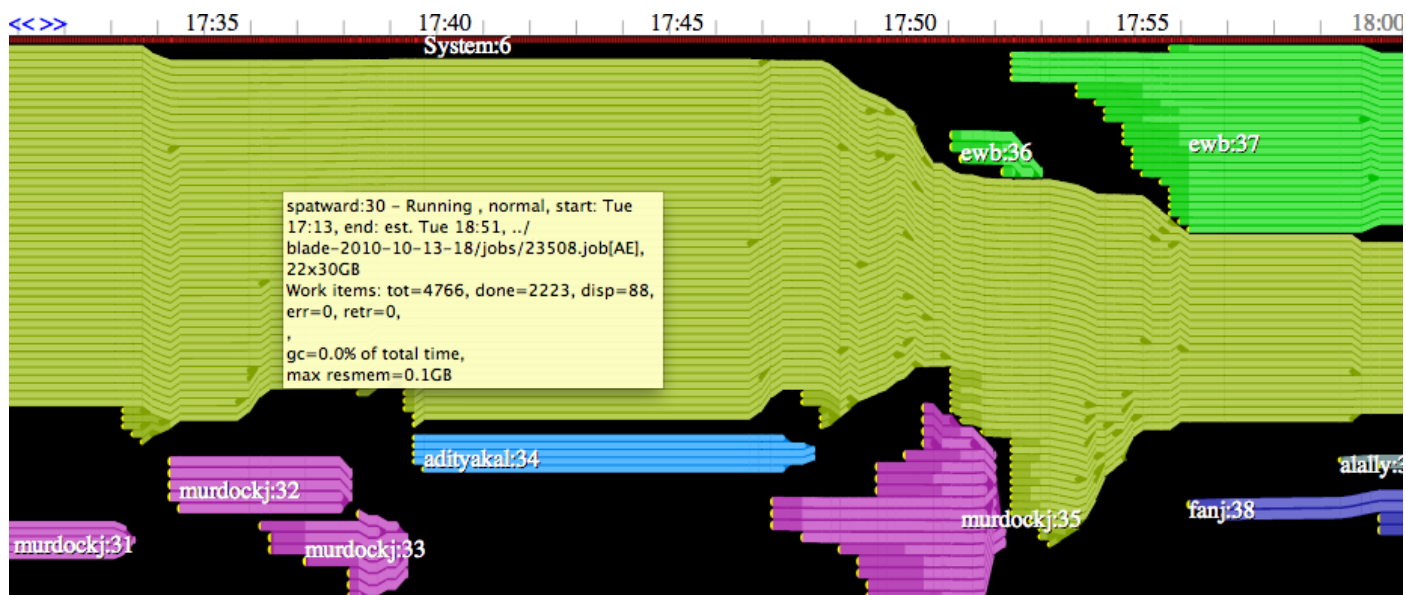 <<>> 17:35 17:40 17:45 17:50 17:55 18:00
System:6
ewb:36
ewb:37
spatward:30 - Running , normal, start: Tue
17:13, end: est. Tue 18:51, ../
blade-2010-10-13-18/jobs/23508.job[AE],
22x30GB
Work items: tot=4766, done=2223, disp=88,
err=0, retr=0,
,
gc=0.0% of total time,
max resmem=0.1GB
adityakal:34
murdockj:32
murdockj:31
murdockj:33
murdockj:35
fanj:38